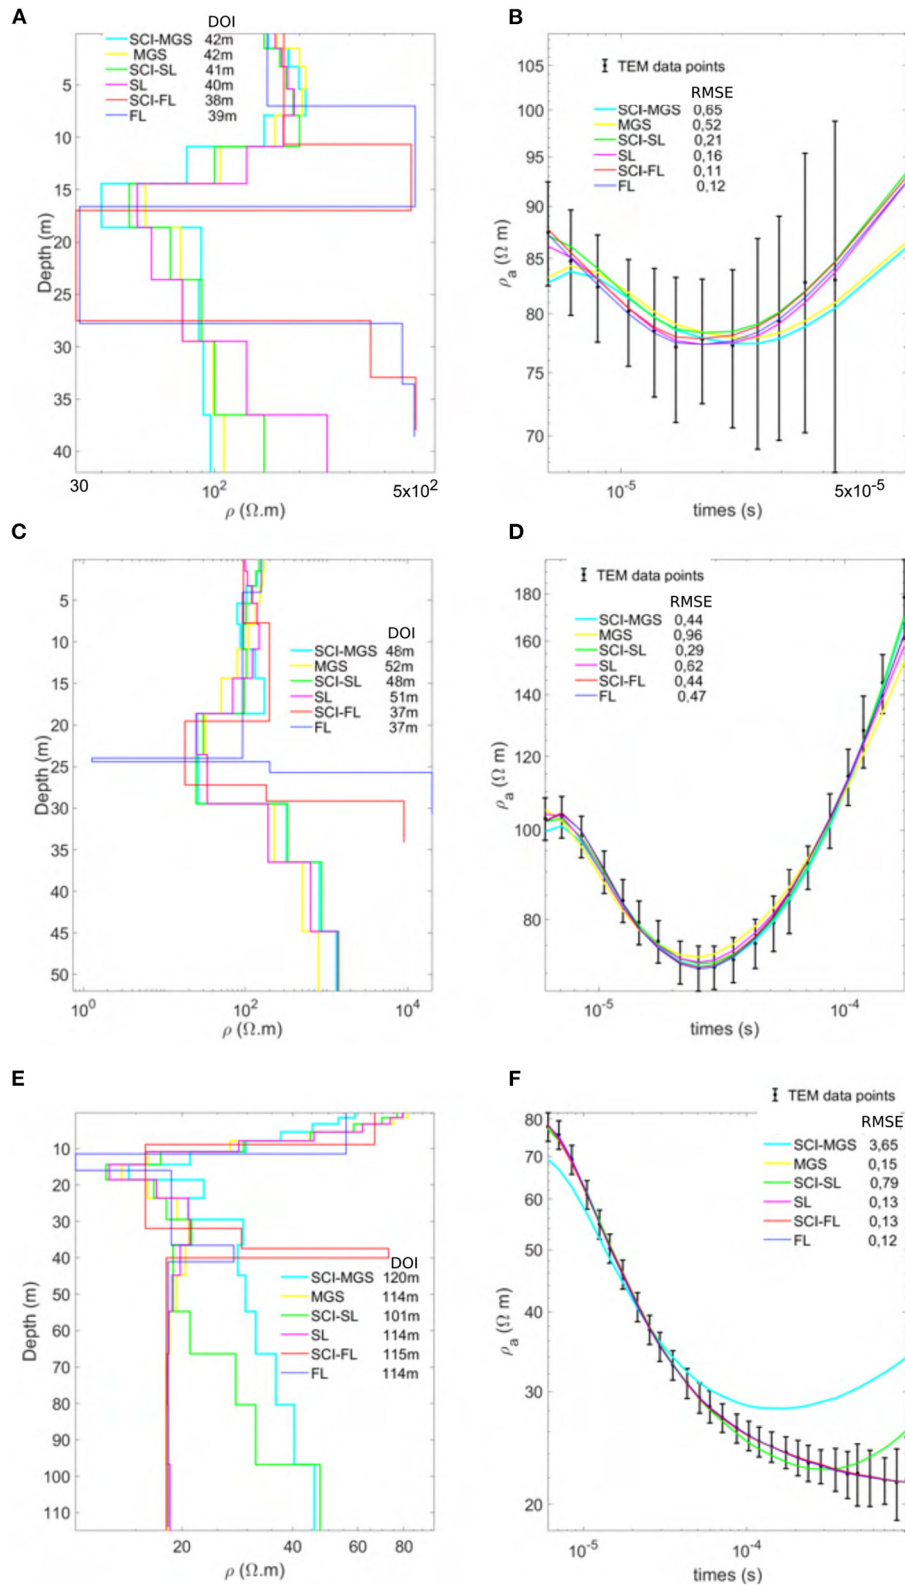 A
DOI
SCI-MGS 42m
MGS 42m
SCI-SL 41m
SL 40m
SCI-FL 38m
FL 39m
5
10
15
20
25
30
35
40
Depth (m)
30 10² 5x10²
ρ (Ω.m)
B
TEM data points
RMSE
SCI-MGS 0,65
MGS 0,52
SCI-SL 0,21
SL 0,16
SCI-FL 0,11
FL 0,12
105
100
95
90
85
80
75
70
ρa (Ω m)
10-5 5x10-5
times (s)
C
DOI
SCI-MGS 48m
MGS 52m
SCI-SL 48m
SL 51m
SCI-FL 37m
FL 37m
5
10
15
20
25
30
35
40
45
50
Depth (m)
10⁰ 10² 10⁴
ρ (Ω.m)
D
TEM data points
RMSE
SCI-MGS 0,44
MGS 0,96
SCI-SL 0,29
SL 0,62
SCI-FL 0,44
FL 0,47
180
160
140
120
100
80
ρa (Ω m)
10-5 10-4
times (s)
E
DOI
SCI-MGS 120m
MGS 114m
SCI-SL 101m
SL 114m
SCI-FL 115m
FL 114m
10
20
30
40
50
60
70
80
90
100
110
Depth (m)
20 40 60 80
ρ (Ω.m)
F
TEM data points
RMSE
SCI-MGS 3,65
MGS 0,15
SCI-SL 0,79
SL 0,13
SCI-FL 0,13
FL 0,12
80
70
60
50
40
30
20
ρa (Ω m)
10-5 10-4
times (s)